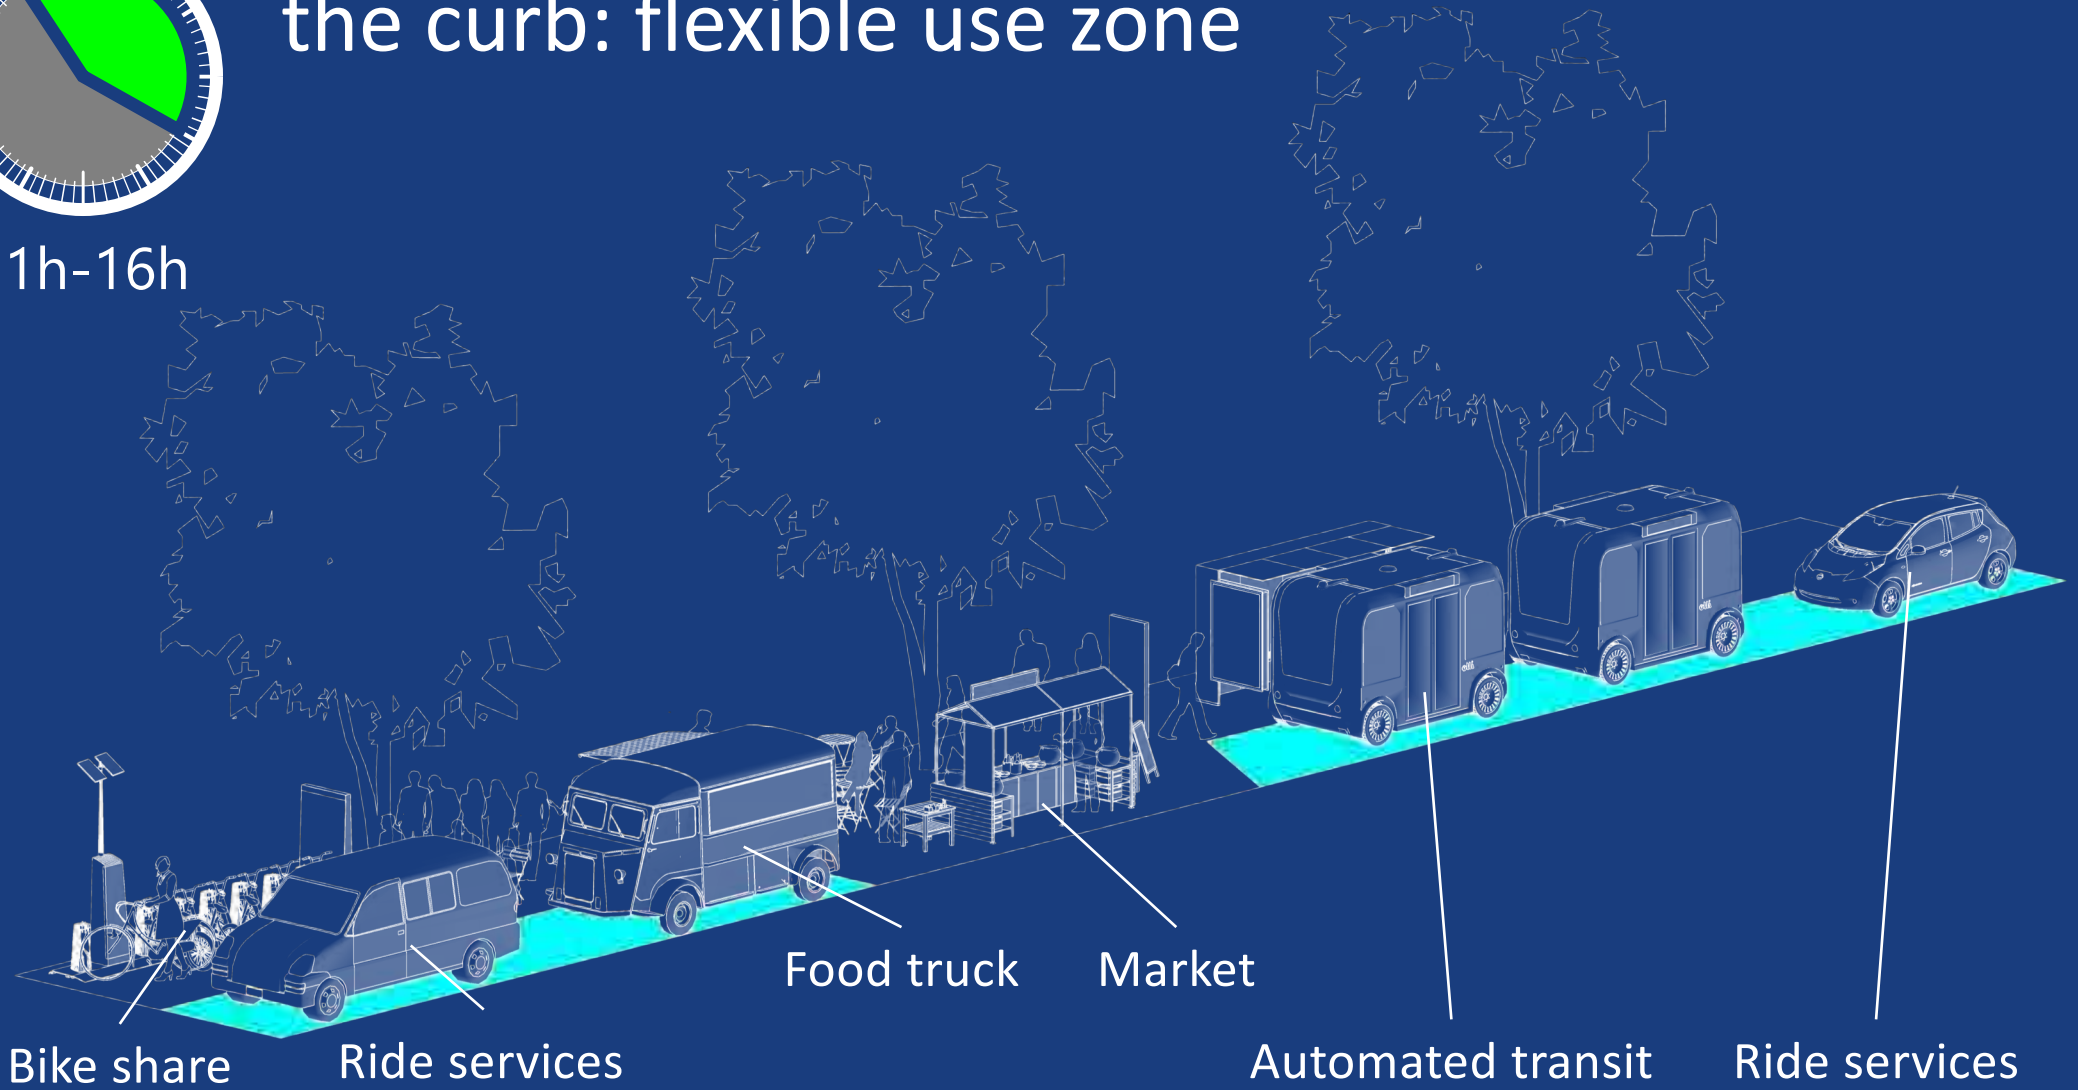 the curb: flexible use zone
1h-16h
Food truck
Market
Bike share
Ride services
Automated transit
Ride services